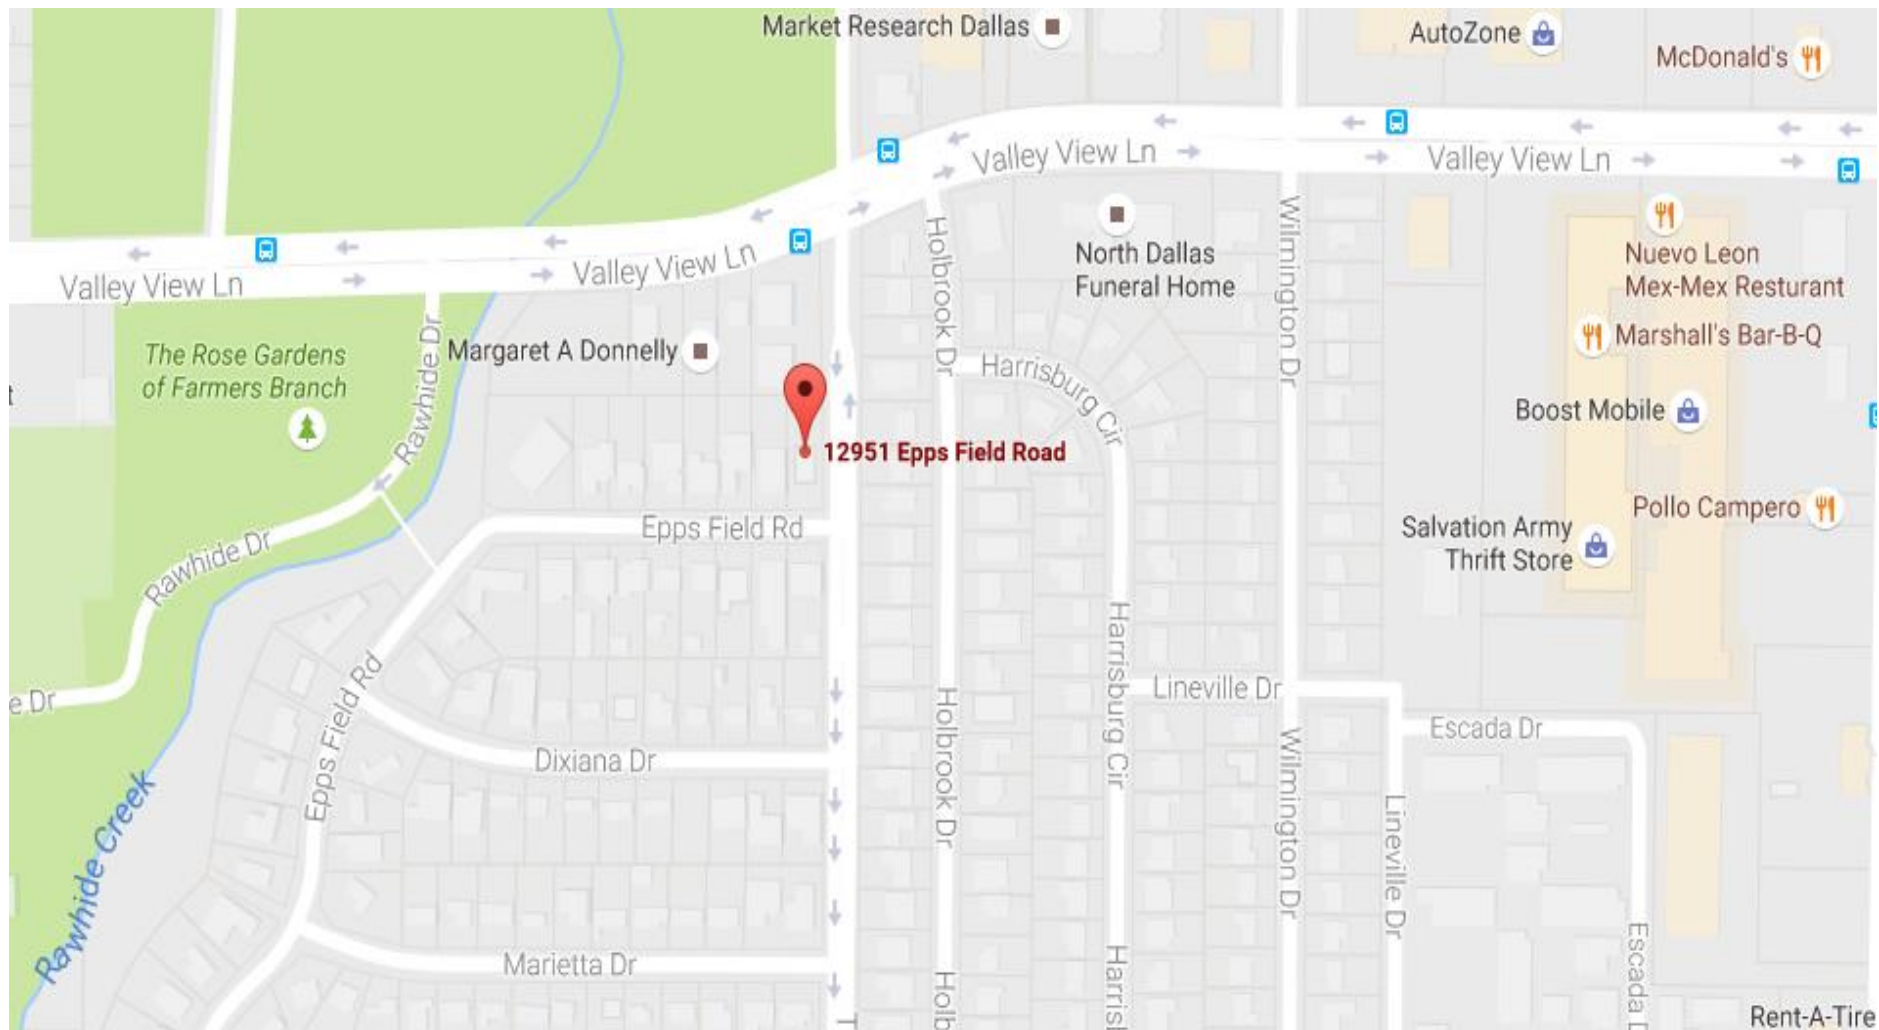 Market Research Dallas
AutoZone
McDonald's
Valley View Ln
Valley View Ln
Valley View Ln
Valley View Ln
Holbrook Dr
North Dallas
Funeral Home
Wilmington Dr
Nuevo Leon
Mex-Mex Resturant
Marshall's Bar-B-Q
The Rose Gardens
of Farmers Branch
Rawhide Dr
Margaret A Donnelly
Harrisburg Cir
Boost Mobile
12951 Epps Field Road
Epps Field Rd
Pollo Campero
Salvation Army
Thrift Store
Rawhide Dr
e Dr
Epps Field Rd
Harrisburg Cir
Lineville Dr
Holbrook Dr
Escada Dr
Dixiana Dr
Wilmington Dr
Lineville Dr
Rawhide Creek
Marietta Dr
Holb
Harris
Escada
Rent-A-Tire